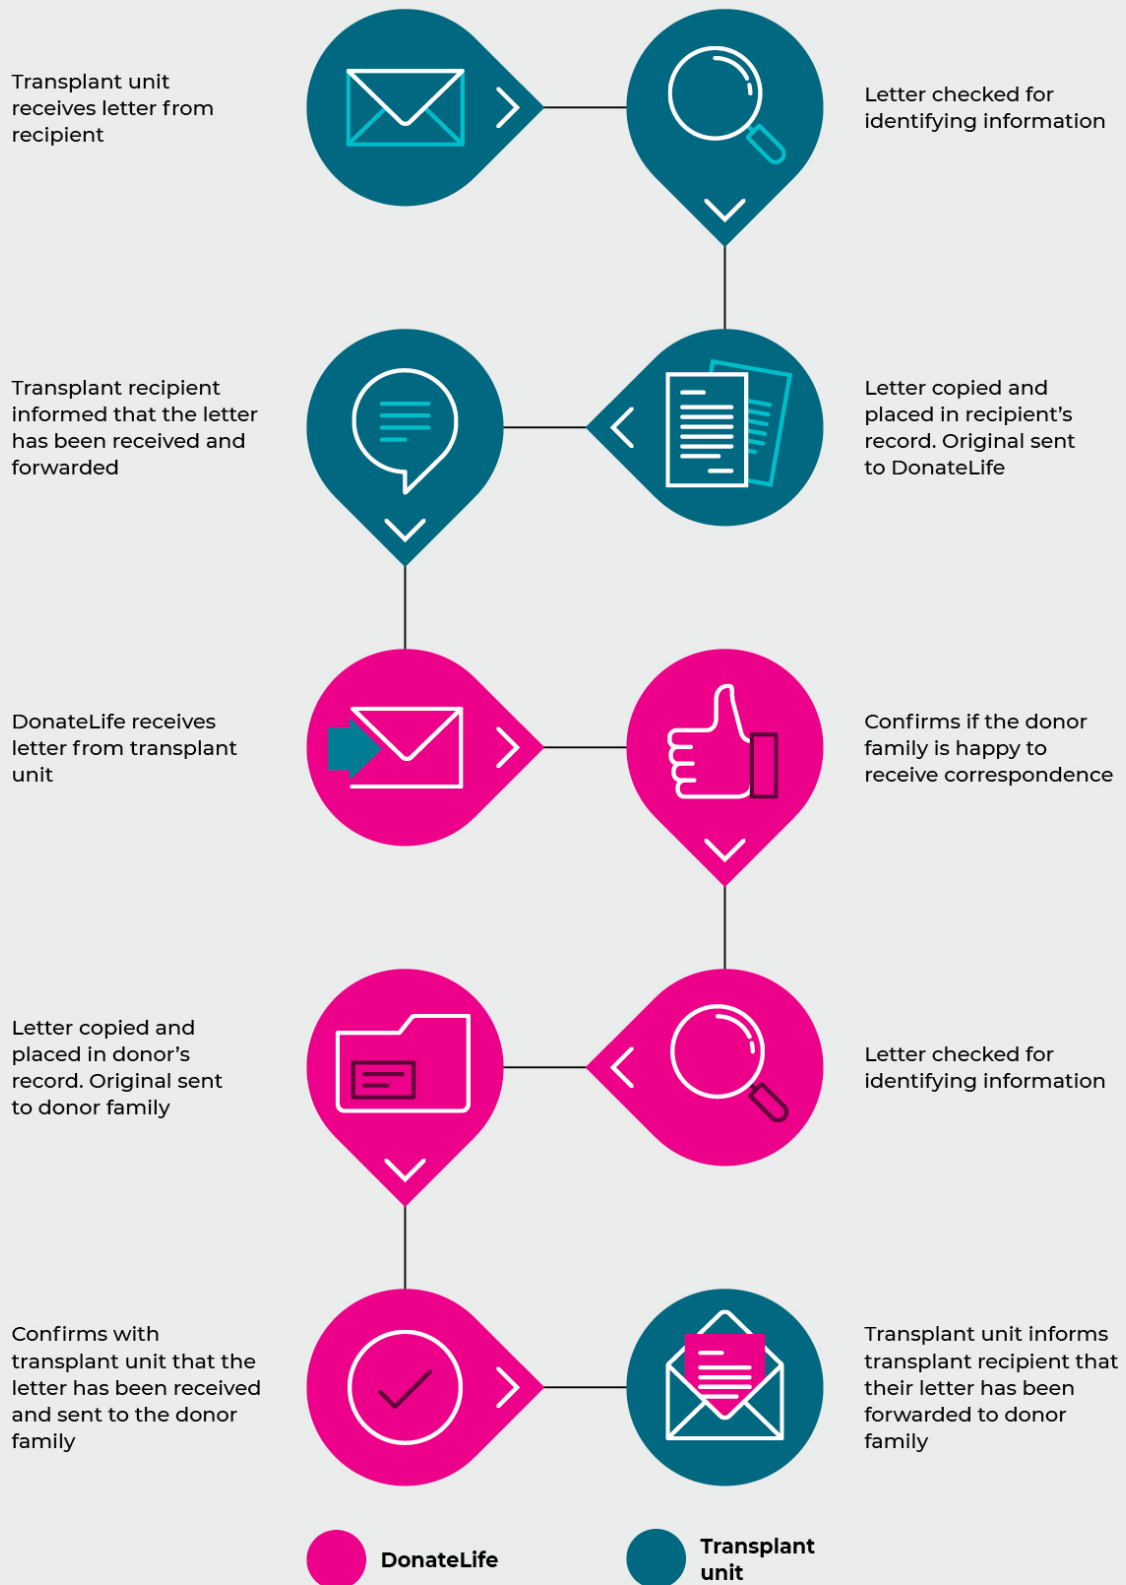 Transplant unit
receives letter from
recipient
Letter checked for
identifying information
Transplant recipient
informed that the letter
has been received and
forwarded
Letter copied and
placed in recipient’s
record. Original sent
to DonateLife
DonateLife receives
letter from transplant
unit
Confirms if the donor
family is happy to
receive correspondence
Letter copied and
placed in donor’s
record. Original sent
to donor family
Letter checked for
identifying information
Confirms with
transplant unit that the
letter has been received
and sent to the donor
family
Transplant unit informs
transplant recipient that
their letter has been
forwarded to donor
family
DonateLife
Transplant
unit